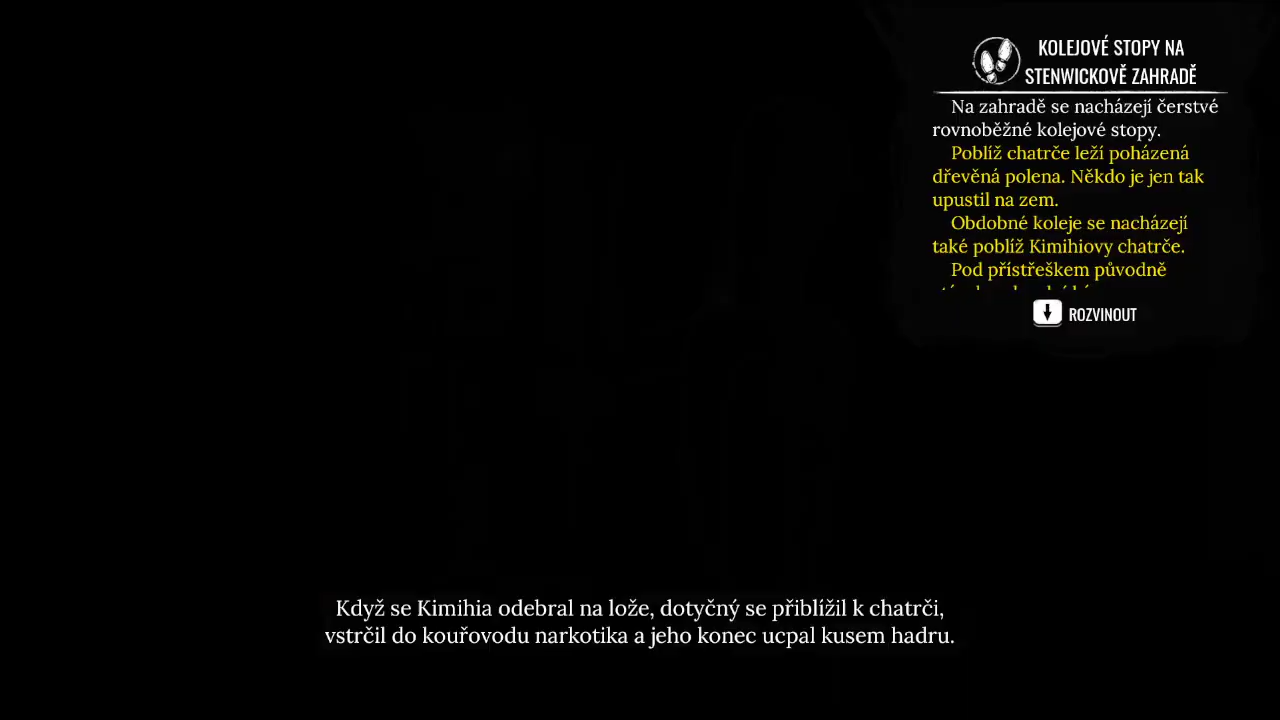 KOLEJOVÉ STOPY NA
STENWICKOVĚ ZAHRADĚ
Na zahradě se nacházejí čerstvé
rovnoběžné kolejové stopy.
Poblíž chatrče leží poházená
dřevěná polena. Někdo je jen tak
upustil na zem.
Obdobné koleje se nacházejí
také poblíž Kimihiovy chatrče.
Pod přístřeškem původně
ROZVINOUT
Když se Kimihia odebral na lože, dotyčný se přiblížil k chatrči,
vstrčil do kouřovodu narkotika a jeho konec ucpal kusem hadru.